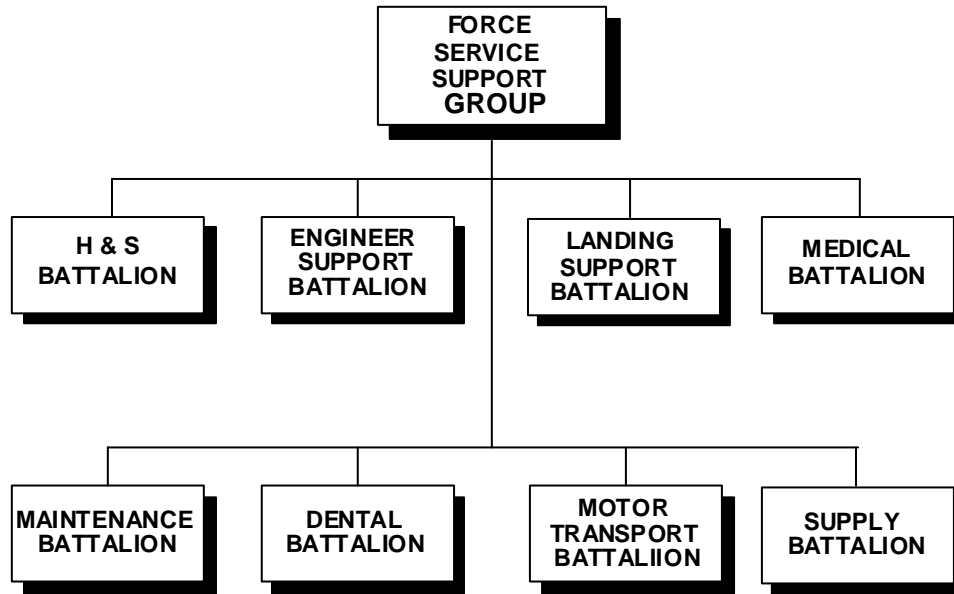 FORCE
SERVICE
SUPPORT
GROUP
H & S
BATTALION
ENGINEER
SUPPORT
BATTALION
LANDING
SUPPORT
BATTALION
MEDICAL
BATTALION
MAINTENANCE
BATTALION
DENTAL
BATTALION
MOTOR
TRANSPORT
BATTALIION
SUPPLY
BATTALION